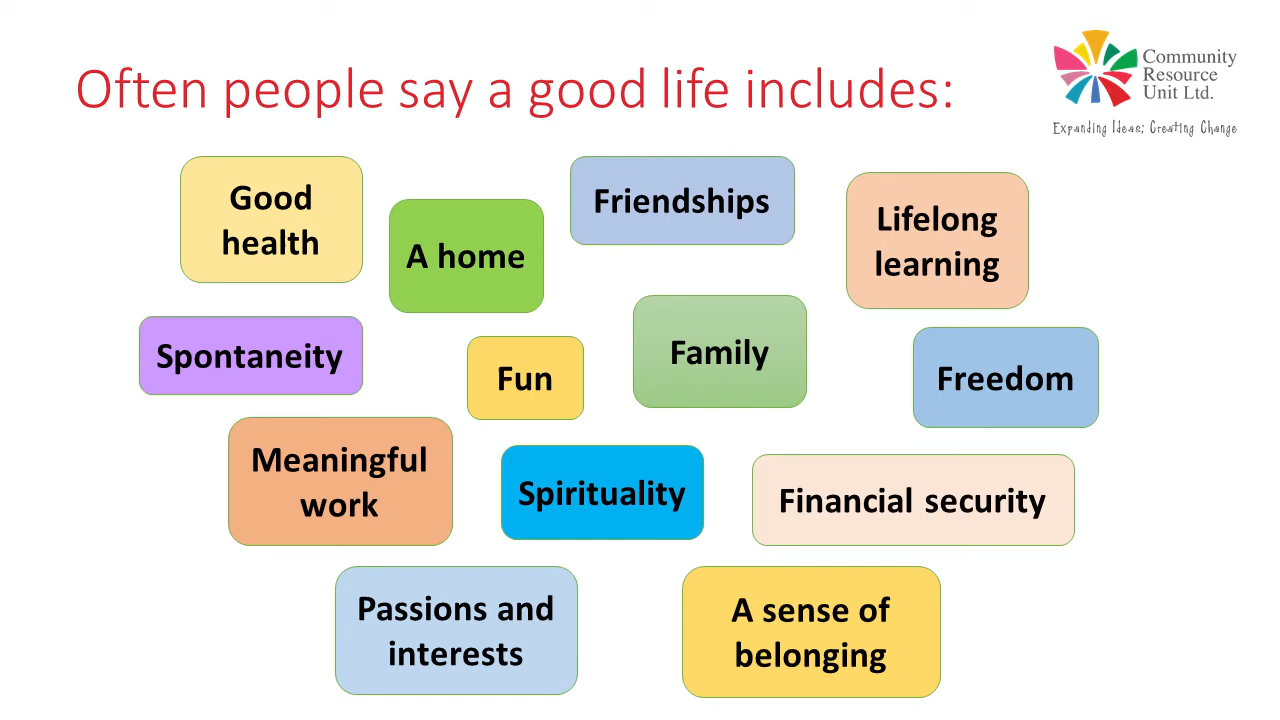 Often people say a good life includes:
Community
Resource
Unit Ltd.
Expanding Ideas; Creating Change
Good
health
A home
Friendships
Lifelong
learning
Spontaneity
Fun
Family
Freedom
Meaningful
work
Spirituality
Financial security
Passions and
interests
A sense of
belonging